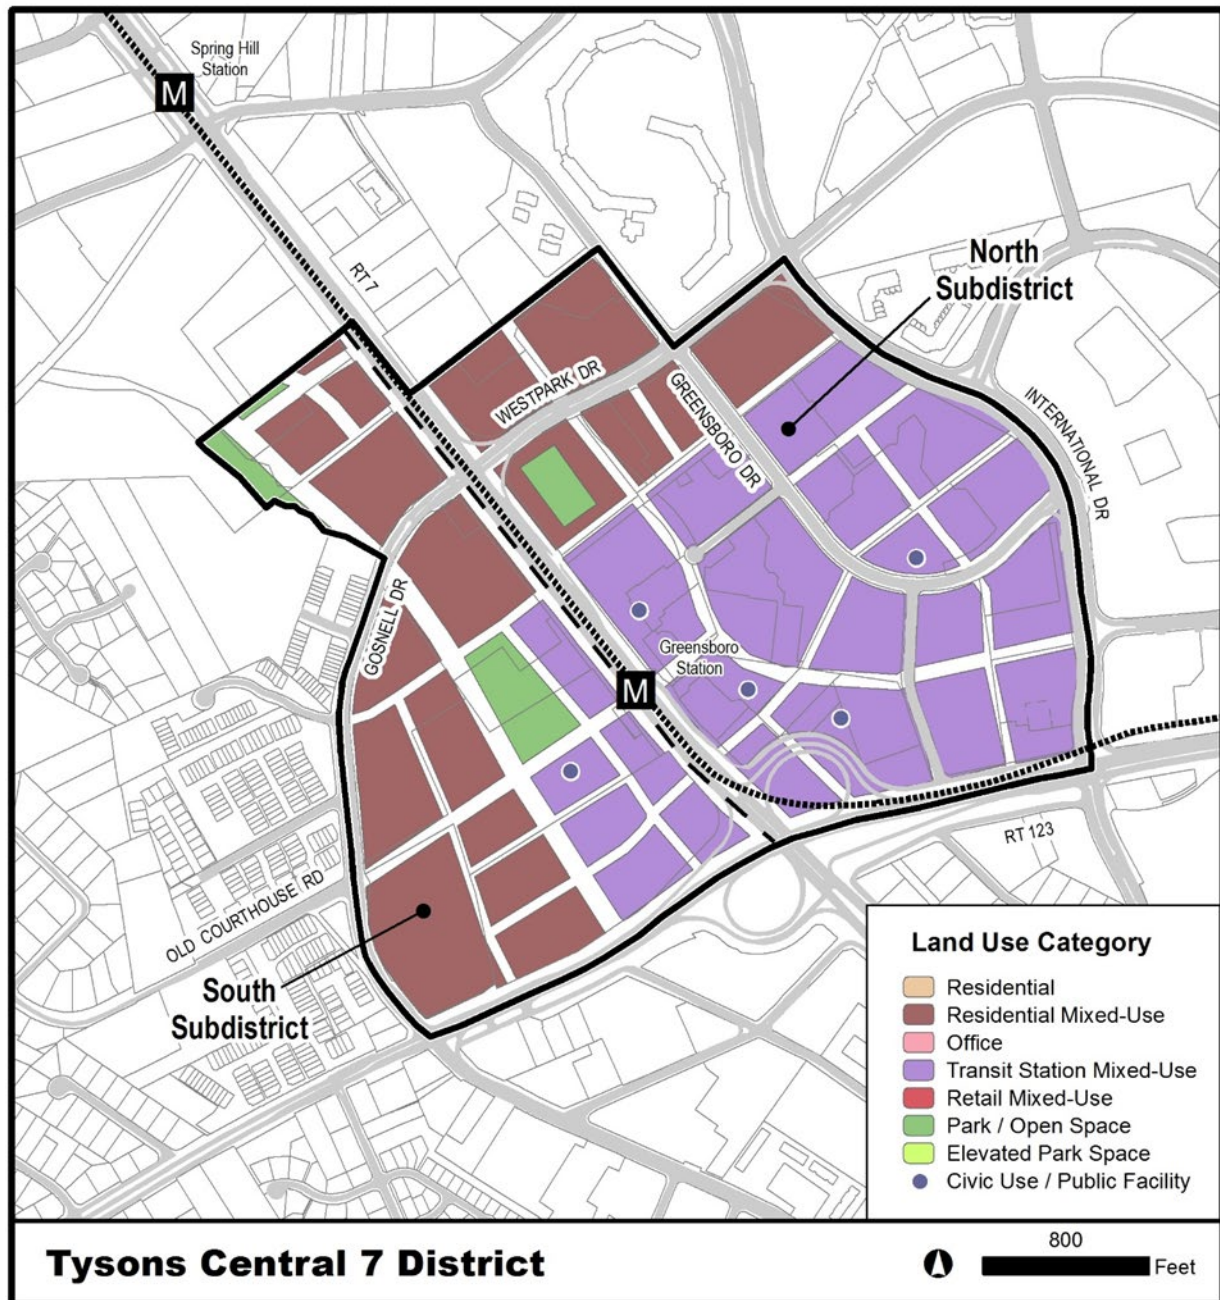 Spring Hill
Station
M
RT 7
North
Subdistrict
WESTPARK DR
GREENSBORO DR
INTERNATIONAL DR
GOSNELL DR
Greensboro
Station
M
RT 123
OLD COURTHOUSE RD
South
Subdistrict
Land Use Category
Residential
Residential Mixed-Use
Office
Transit Station Mixed-Use
Retail Mixed-Use
Park / Open Space
Elevated Park Space
Civic Use / Public Facility
Tysons Central 7 District
800
Feet